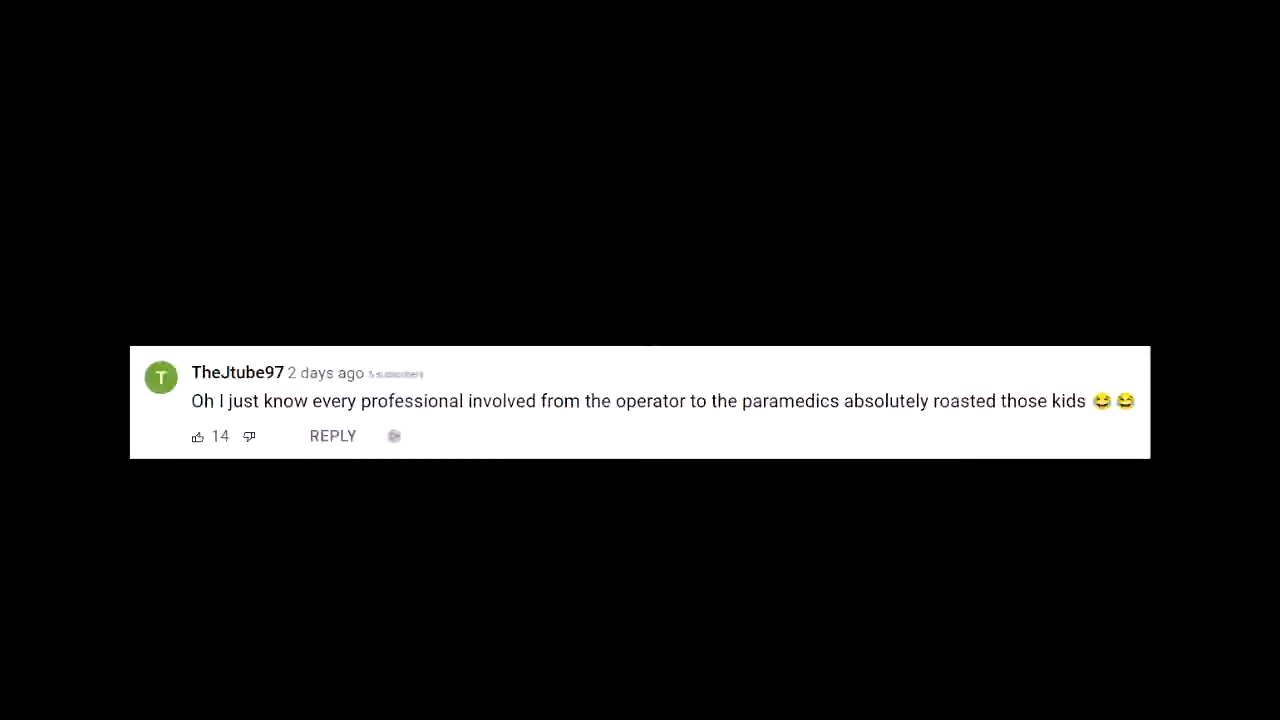 T
TheJtube97 2 days ago
Oh I just know every professional involved from the operator to the paramedics absolutely roasted those kids 😂😂
14 REPLY